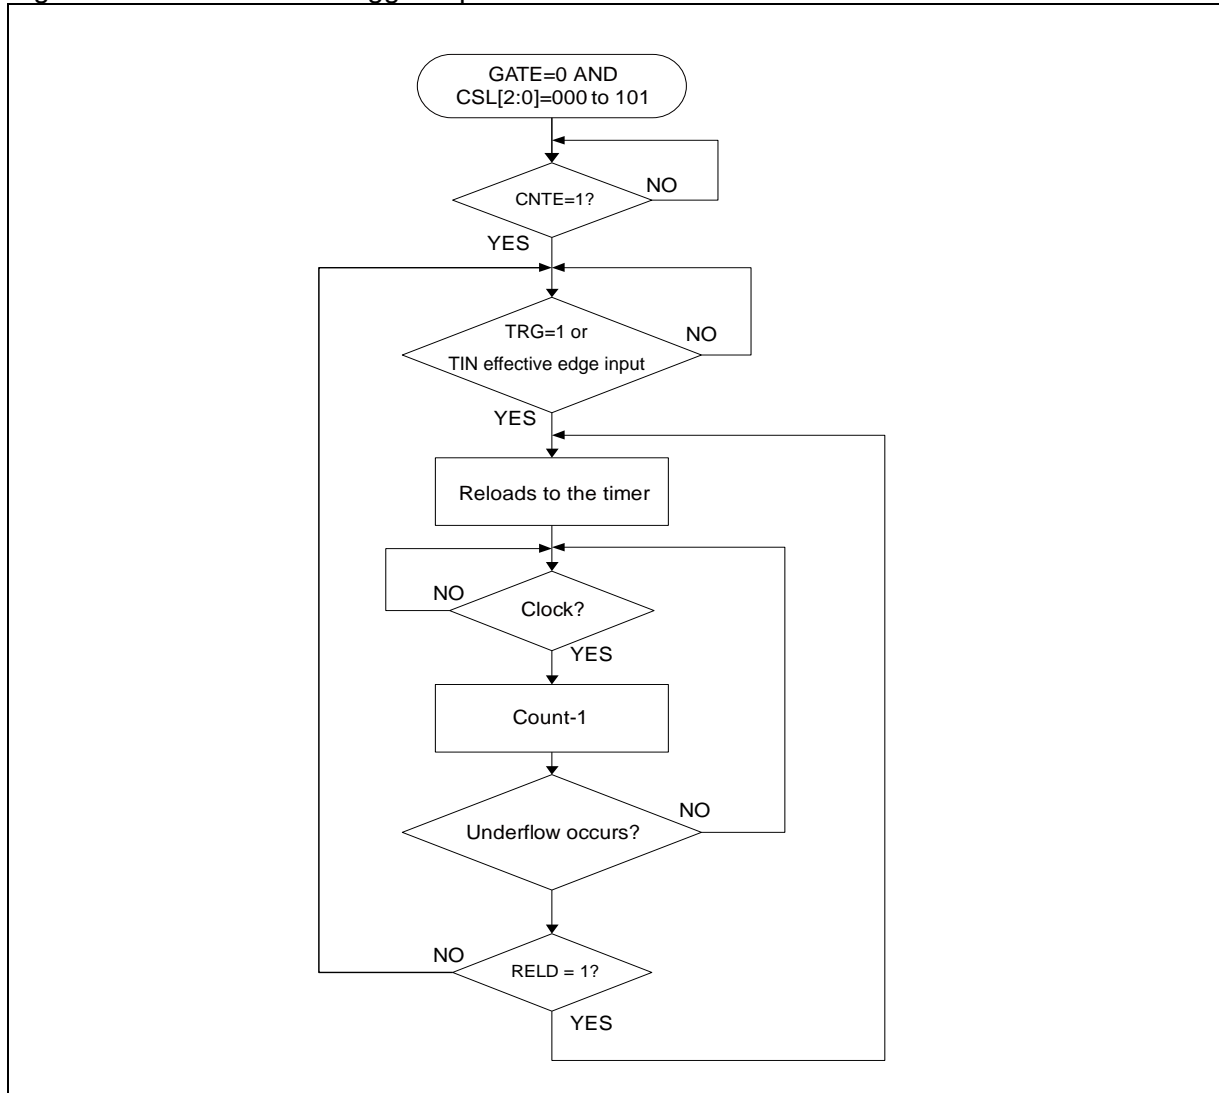 GATE=0 AND
CSL[2:0]=000 to 101
CNTE=1?
NO
YES
TRG=1 or
TIN effective edge input
NO
YES
Reloads to the timer
NO
Clock?
YES
Count-1
NO
Underflow occurs?
NO
RELD = 1?
YES